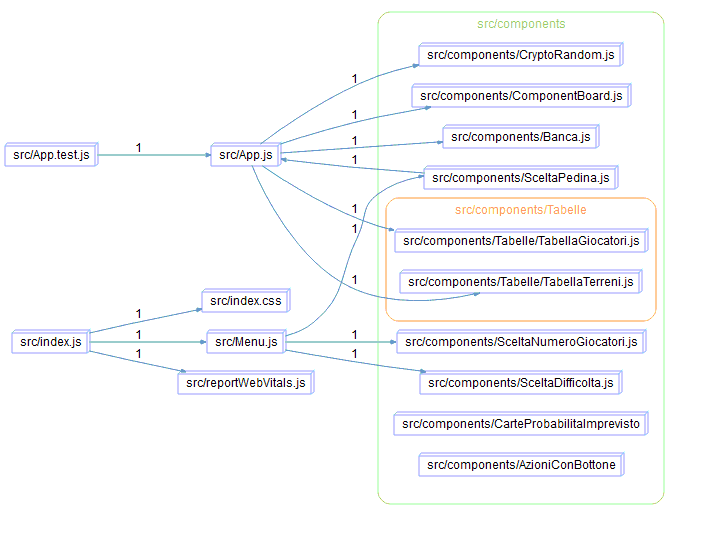 src/components
src/components/CryptoRandom.js
1
src/components/ComponentBoard.js
1
src/components/Banca.js
1
src/App.test.js
1
src/App.js
1
src/components/SceltaPedina.js
src/components/Tabelle
1
1
src/components/Tabelle/TabellaGiocatori.js
1
src/components/Tabelle/TabellaTerreni.js
src/index.css
1
src/index.js
1
src/Menu.js
1
src/components/SceltaNumeroGiocatori.js
1
src/reportWebVitals.js
1
src/components/SceltaDifficolta.js
src/components/CarteProbabilitaImprevisto
src/components/AzioniConBottone